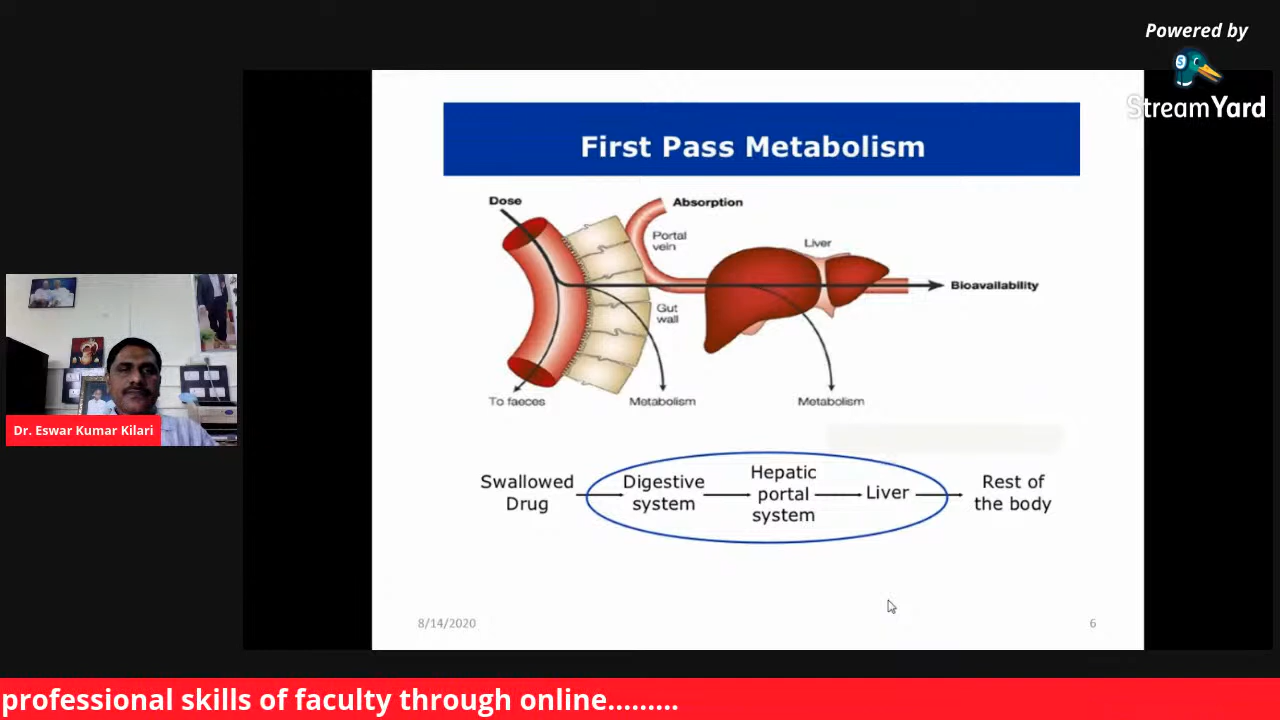 Powered by
StreamYard
First Pass Metabolism
Dose
Absorption
Portal
vein
Liver
Bioavailability
Gut
wall
To faeces
Metabolism
Metabolism
Dr. Eswar Kumar Kilari
Swallowed
Drug
Digestive
system
Hepatic
portal
system
Liver
Rest of
the body
8/14/2020
6
professional skills of faculty through online.........